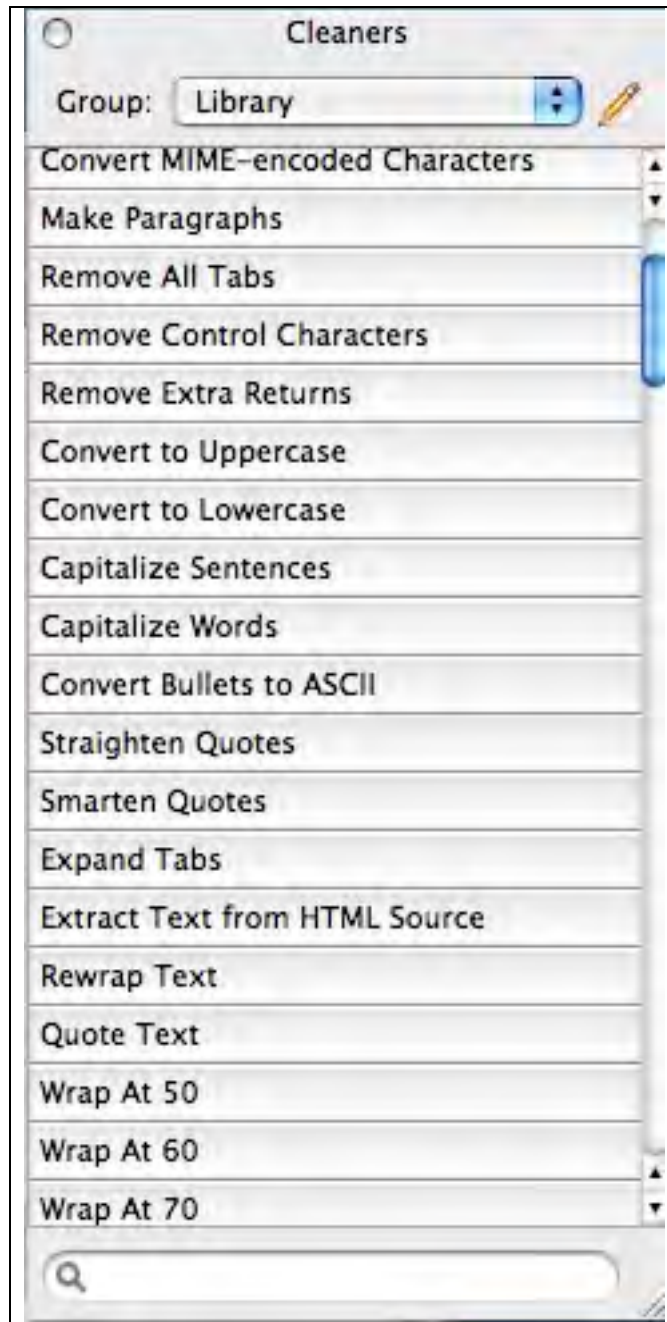 Cleaners
Group: Library
Convert MIME-encoded Characters
Make Paragraphs
Remove All Tabs
Remove Control Characters
Remove Extra Returns
Convert to Uppercase
Convert to Lowercase
Capitalize Sentences
Capitalize Words
Convert Bullets to ASCII
Straighten Quotes
Smarten Quotes
Expand Tabs
Extract Text from HTML Source
Rewrap Text
Quote Text
Wrap At 50
Wrap At 60
Wrap At 70